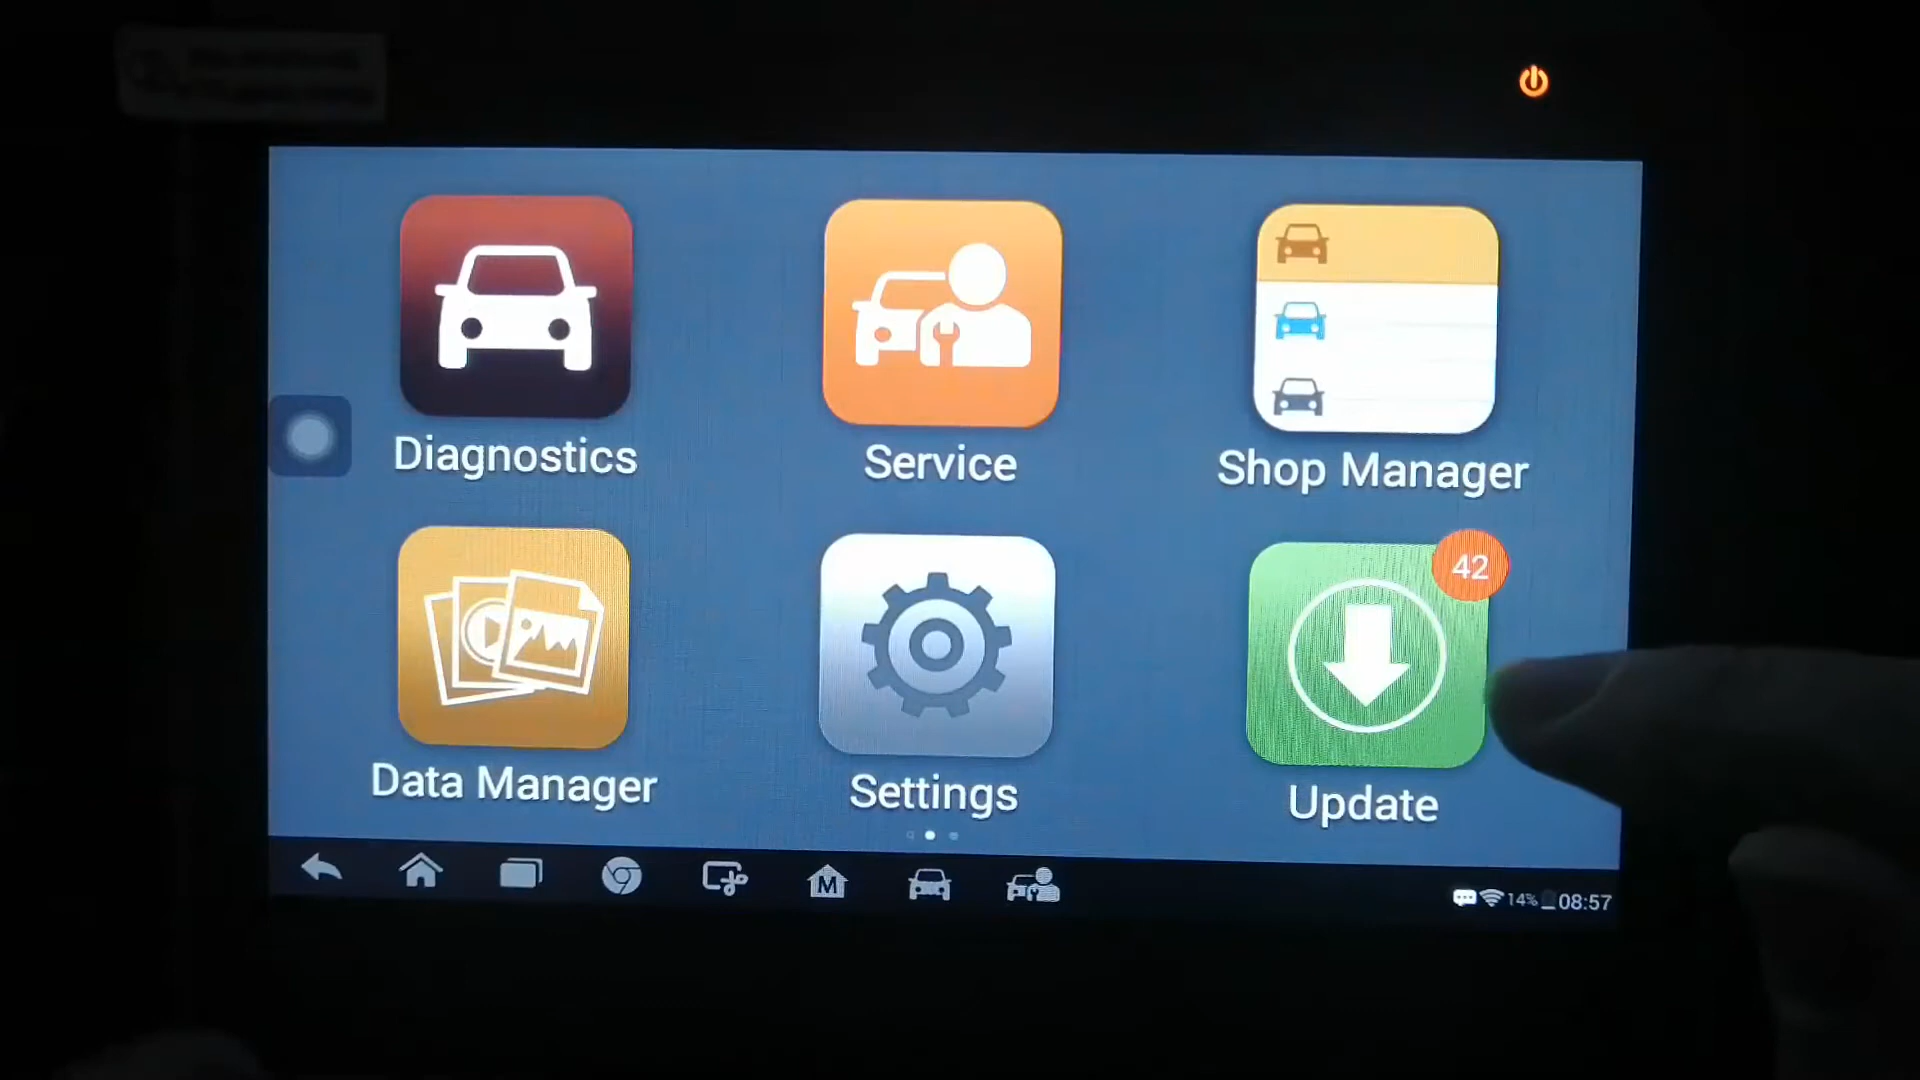 Diagnostics
Service
Shop Manager
42
Data Manager
Settings
Update
M
14%
08:57